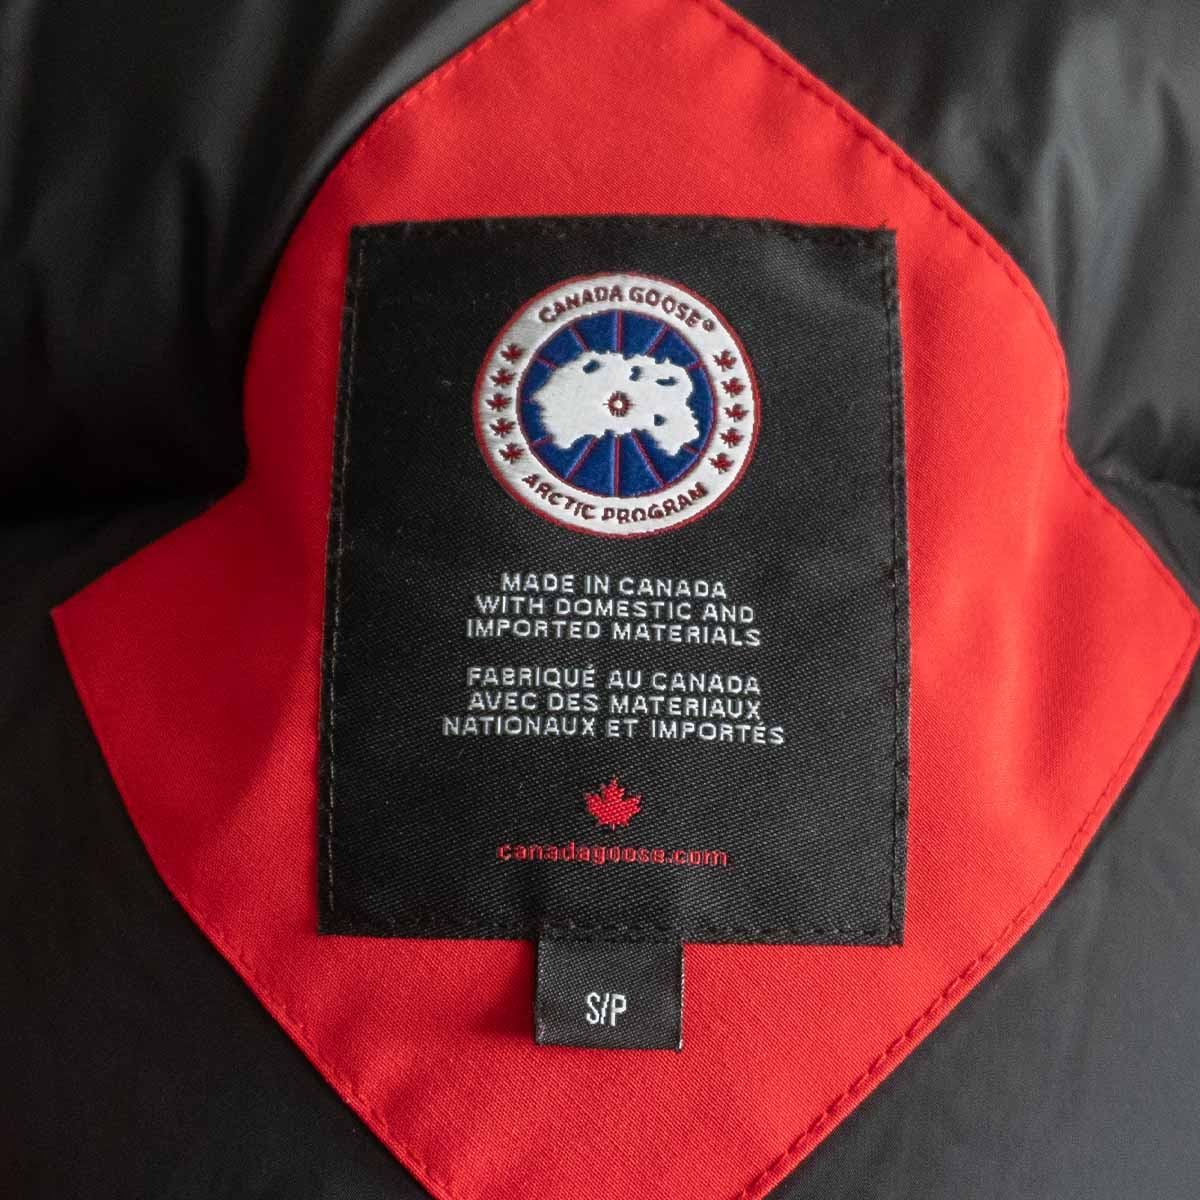 CANADA GOOSE®
ARCTIC PROGRAM
MADE IN CANADA
WITH DOMESTIC AND
IMPORTED MATERIALS
FABRIQUÉ AU CANADA
AVEC DES MATERIAUX
NATIONAUX ET IMPORTÉS
canadagoose.com
S/P